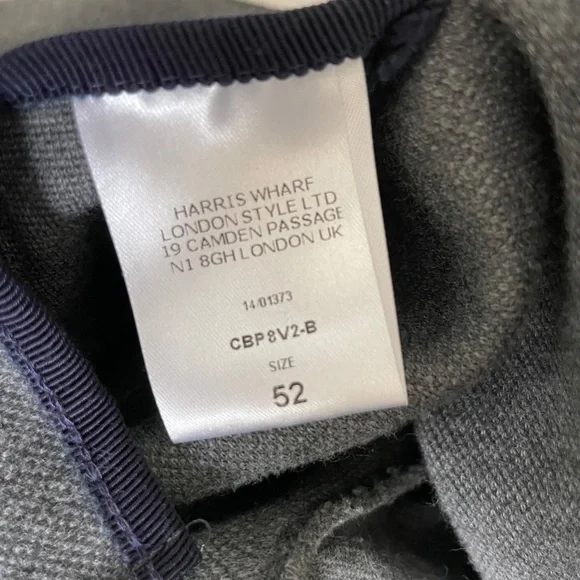 HARRIS WHARF
LONDON STYLE LTD
19 CAMDEN PASSAGE
N1 8GH LONDON UK
14/01373
CBP8V2-B
SIZE
52